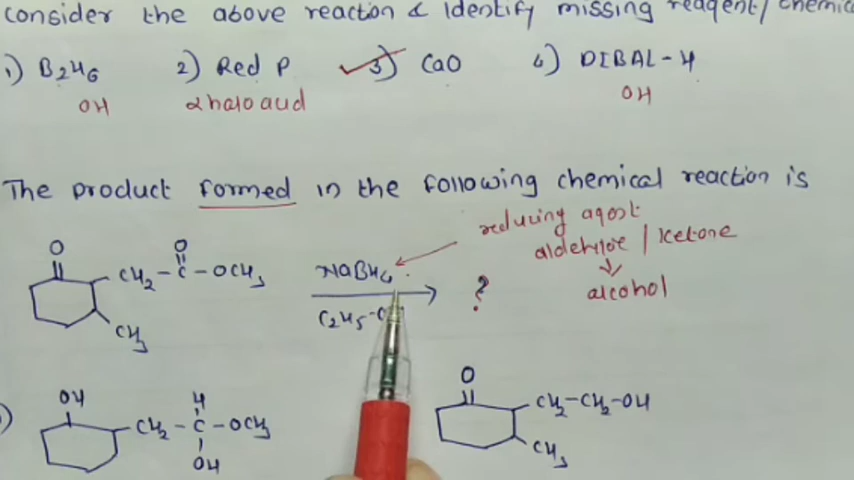 consider the above reaction & Identify missing reagent/
1) B2H6 2) Red P 3) CaO 4) DIBAL-H
OH α halo acid OH
The product formed in the following chemical reaction is
reducing agent
aldehyde / ketone
alcohol
O O
CH2-C-OCH3
CH3
NaBH4
C2H5-O
?
OH H
CH2-C-OCH3
OH
O
CH2-CH2-OH
CH3